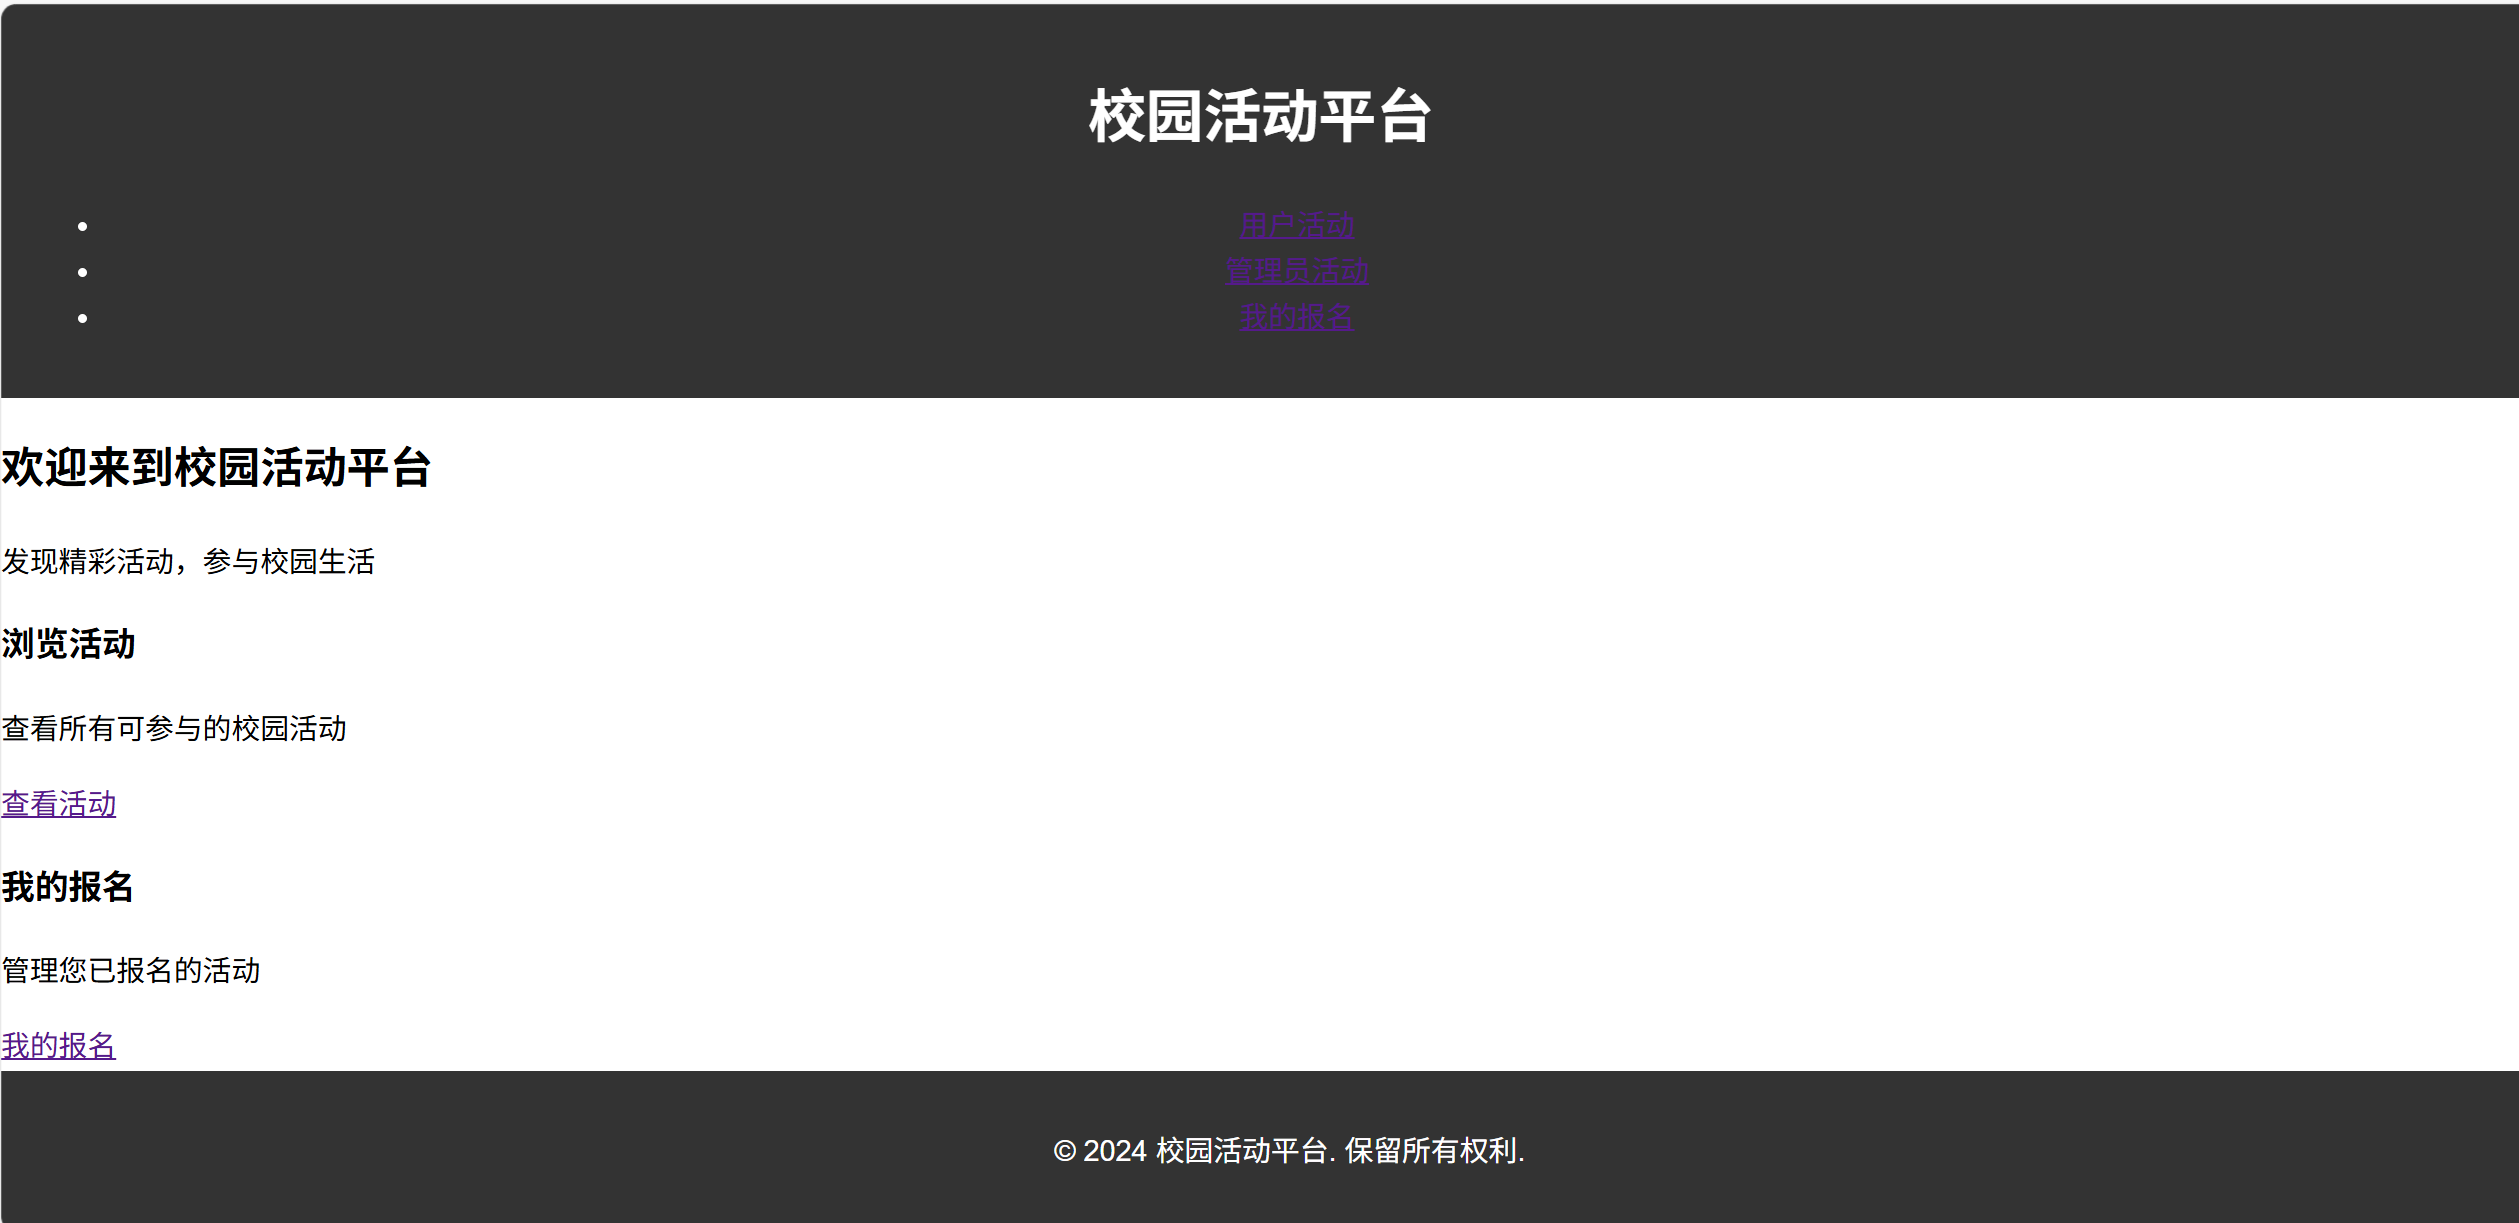 校园活动平台
用户活动
管理员活动
我的报名
欢迎来到校园活动平台
发现精彩活动，参与校园生活
浏览活动
查看所有可参与的校园活动
查看活动
我的报名
管理您已报名的活动
我的报名
© 2024 校园活动平台. 保留所有权利.